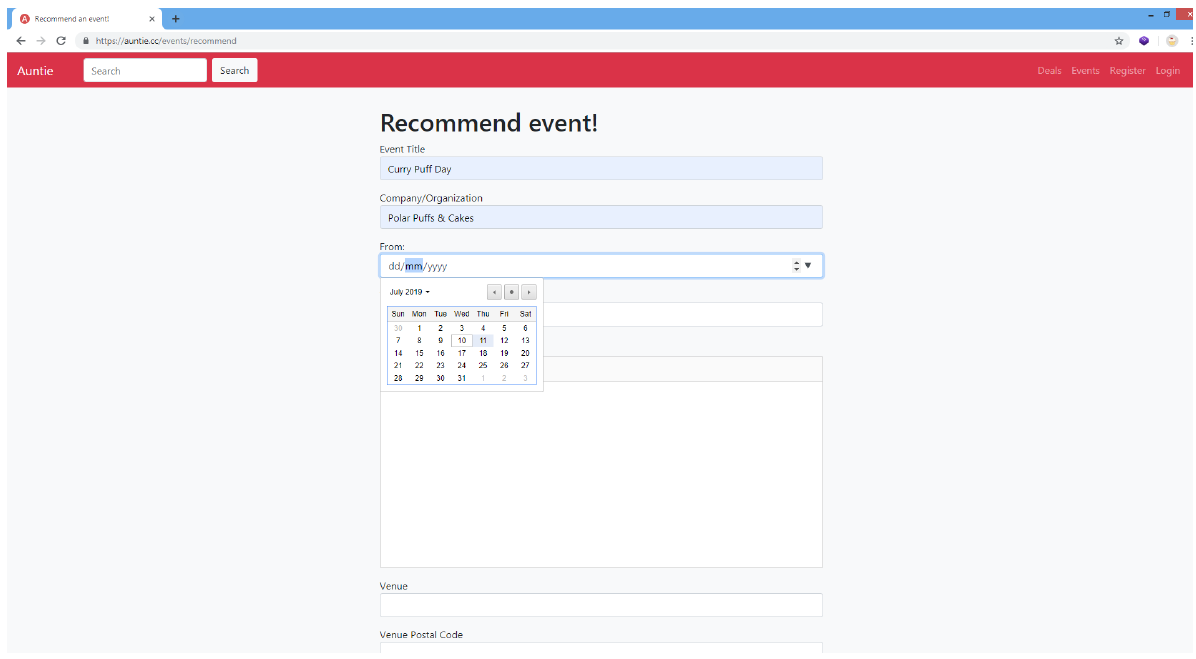 Recommend an event!
https://auntie.cc/events/recommend
Auntie Search Search Deals Events Register Login
Recommend event!
Event Title
Curry Puff Day
Company/Organization
Polar Puffs & Cakes
From:
dd/mm/yyyy
July 2019
Sun Mon Tue Wed Thu Fri Sat
30 1 2 3 4 5 6
7 8 9 10 11 12 13
14 15 16 17 18 19 20
21 22 23 24 25 26 27
28 29 30 31 1 2 3
Venue
Venue Postal Code